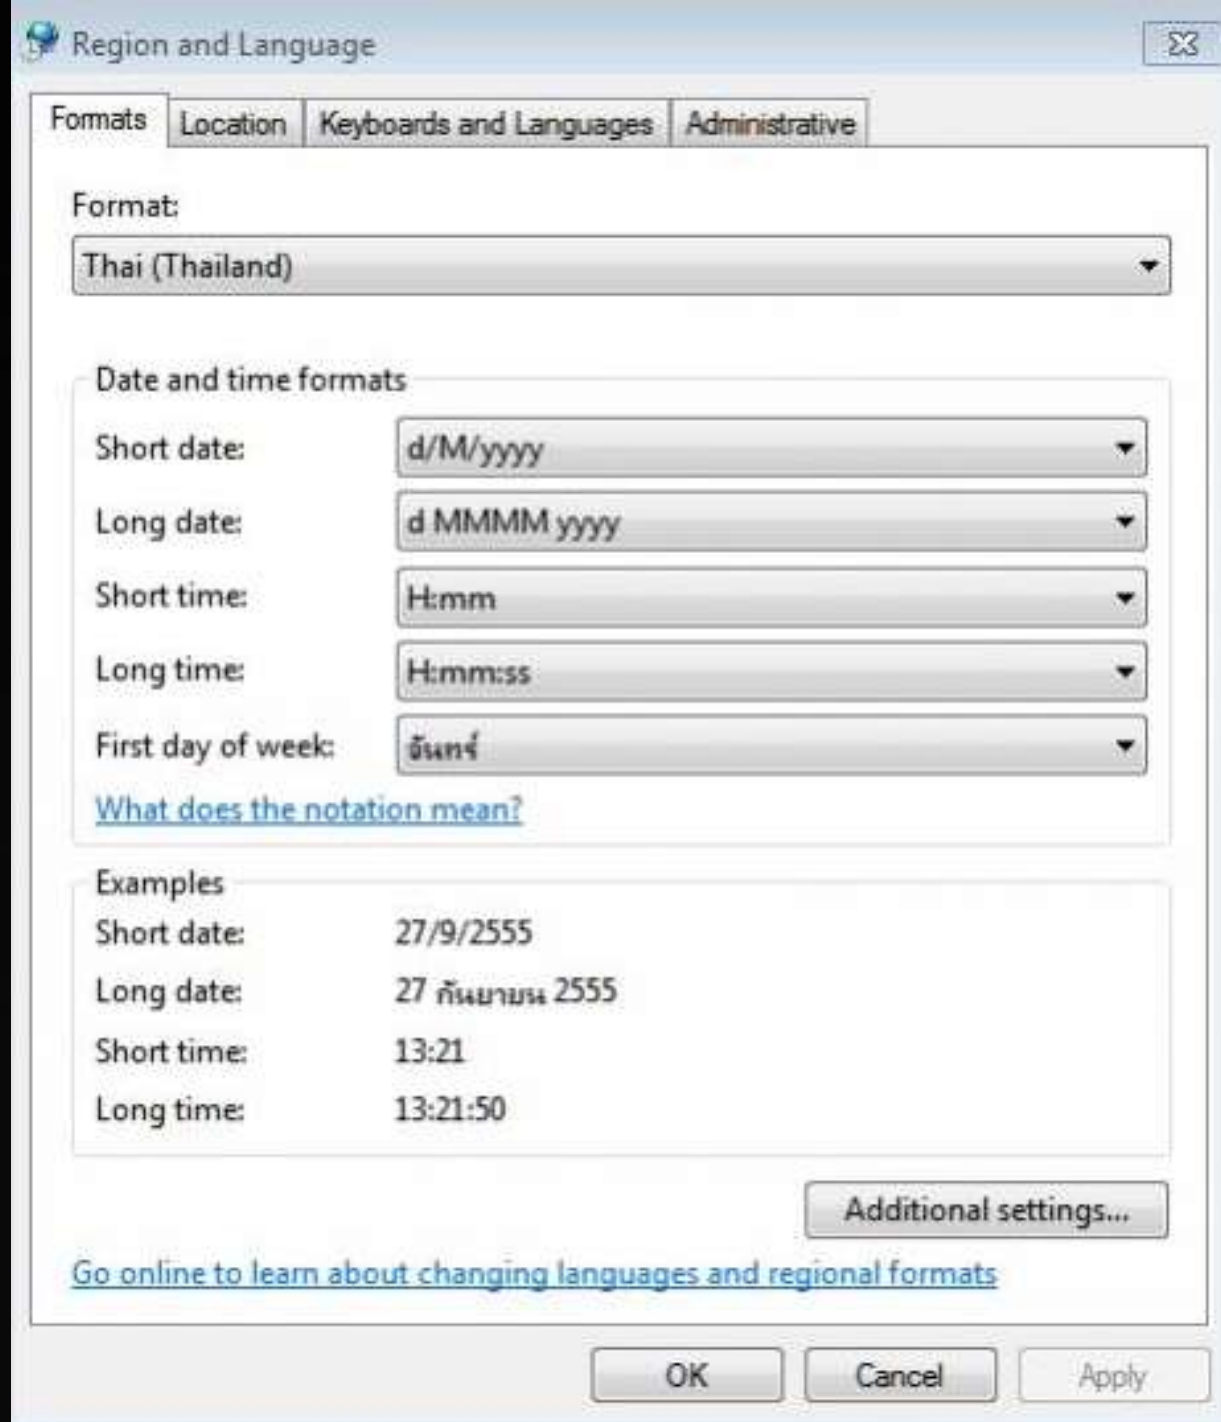 Region and Language
Formats Location Keyboards and Languages Administrative
Format:
Thai (Thailand)
Date and time formats
Short date: d/M/yyyy
Long date: d MMMM yyyy
Short time: H:mm
Long time: H:mm:ss
First day of week: จันทร์
What does the notation mean?
Examples
Short date: 27/9/2555
Long date: 27 กันยายน 2555
Short time: 13:21
Long time: 13:21:50
Additional settings...
Go online to learn about changing languages and regional formats
OK Cancel Apply